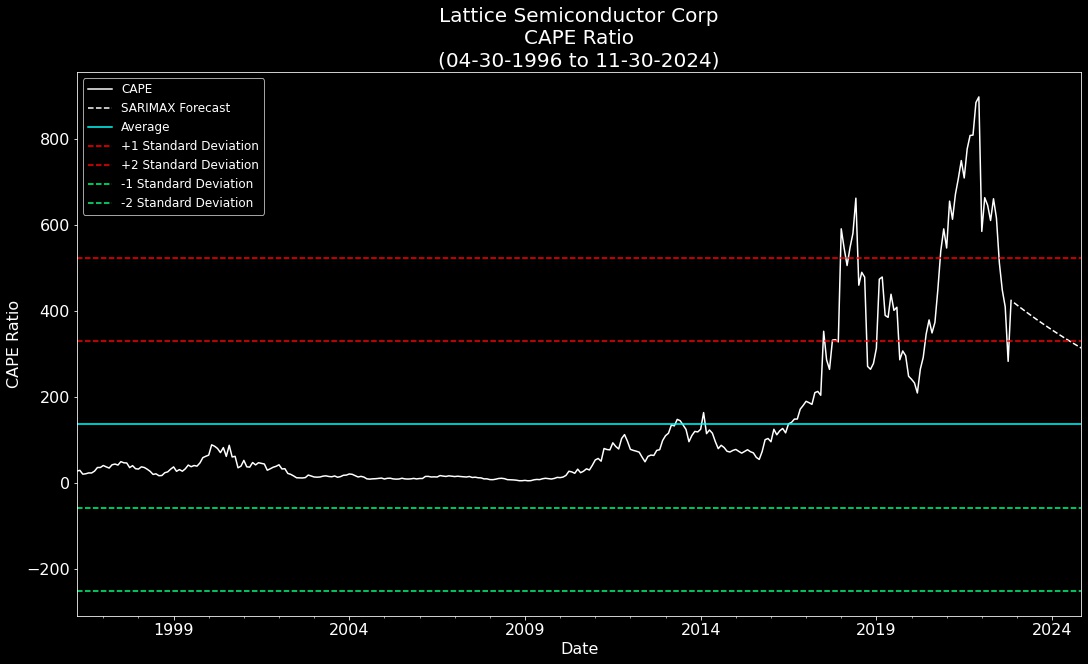 Lattice Semiconductor Corp
CAPE Ratio
(04-30-1996 to 11-30-2024)
CAPE
SARIMAX Forecast
Average
+1 Standard Deviation
+2 Standard Deviation
-1 Standard Deviation
-2 Standard Deviation
CAPE Ratio
800
600
400
200
0
−200
1999
2004
2009
2014
2019
2024
Date